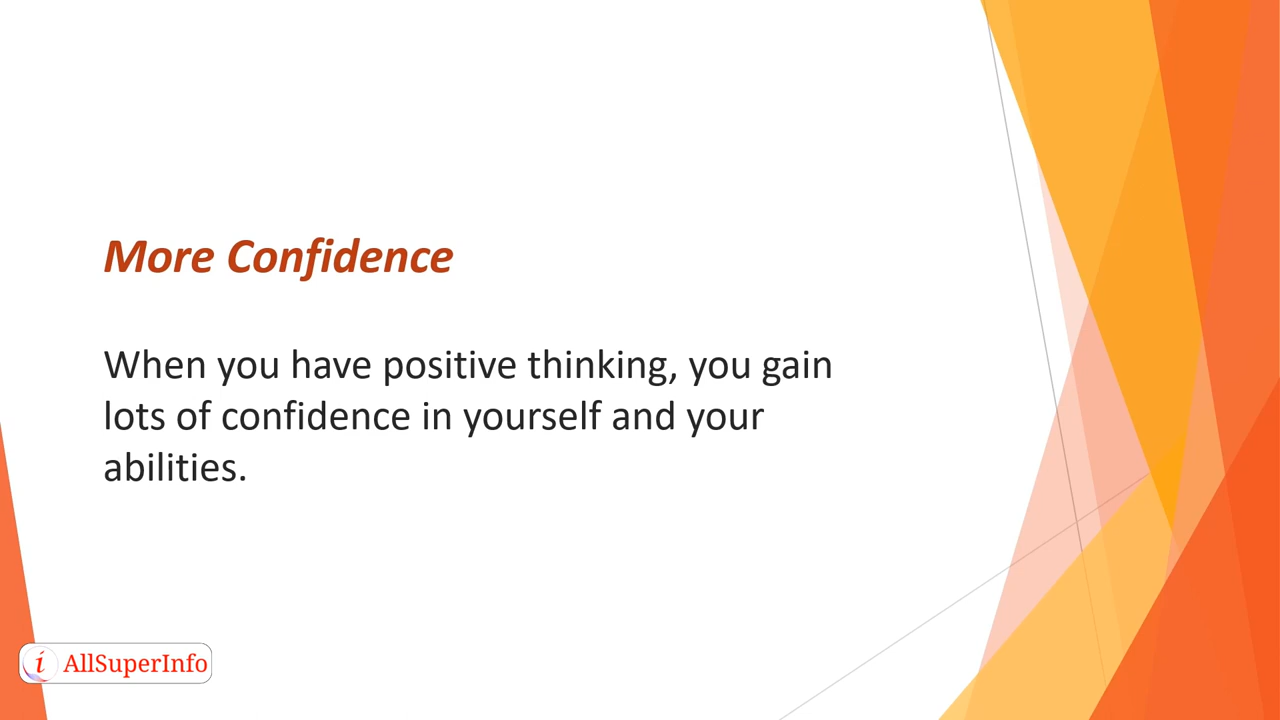 More Confidence
When you have positive thinking, you gain
lots of confidence in yourself and your
abilities.
i AllSuperInfo